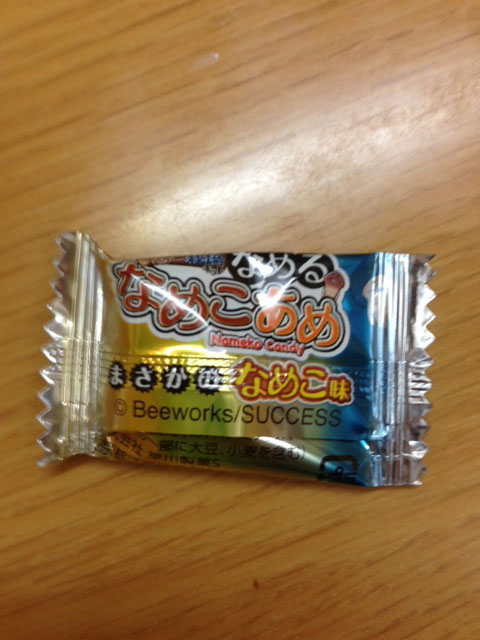 なめる
なめこあめ
Nameko Candy
まさかの なめこ味
© Beeworks/SUCCESS
部に大豆、小麦を含む)